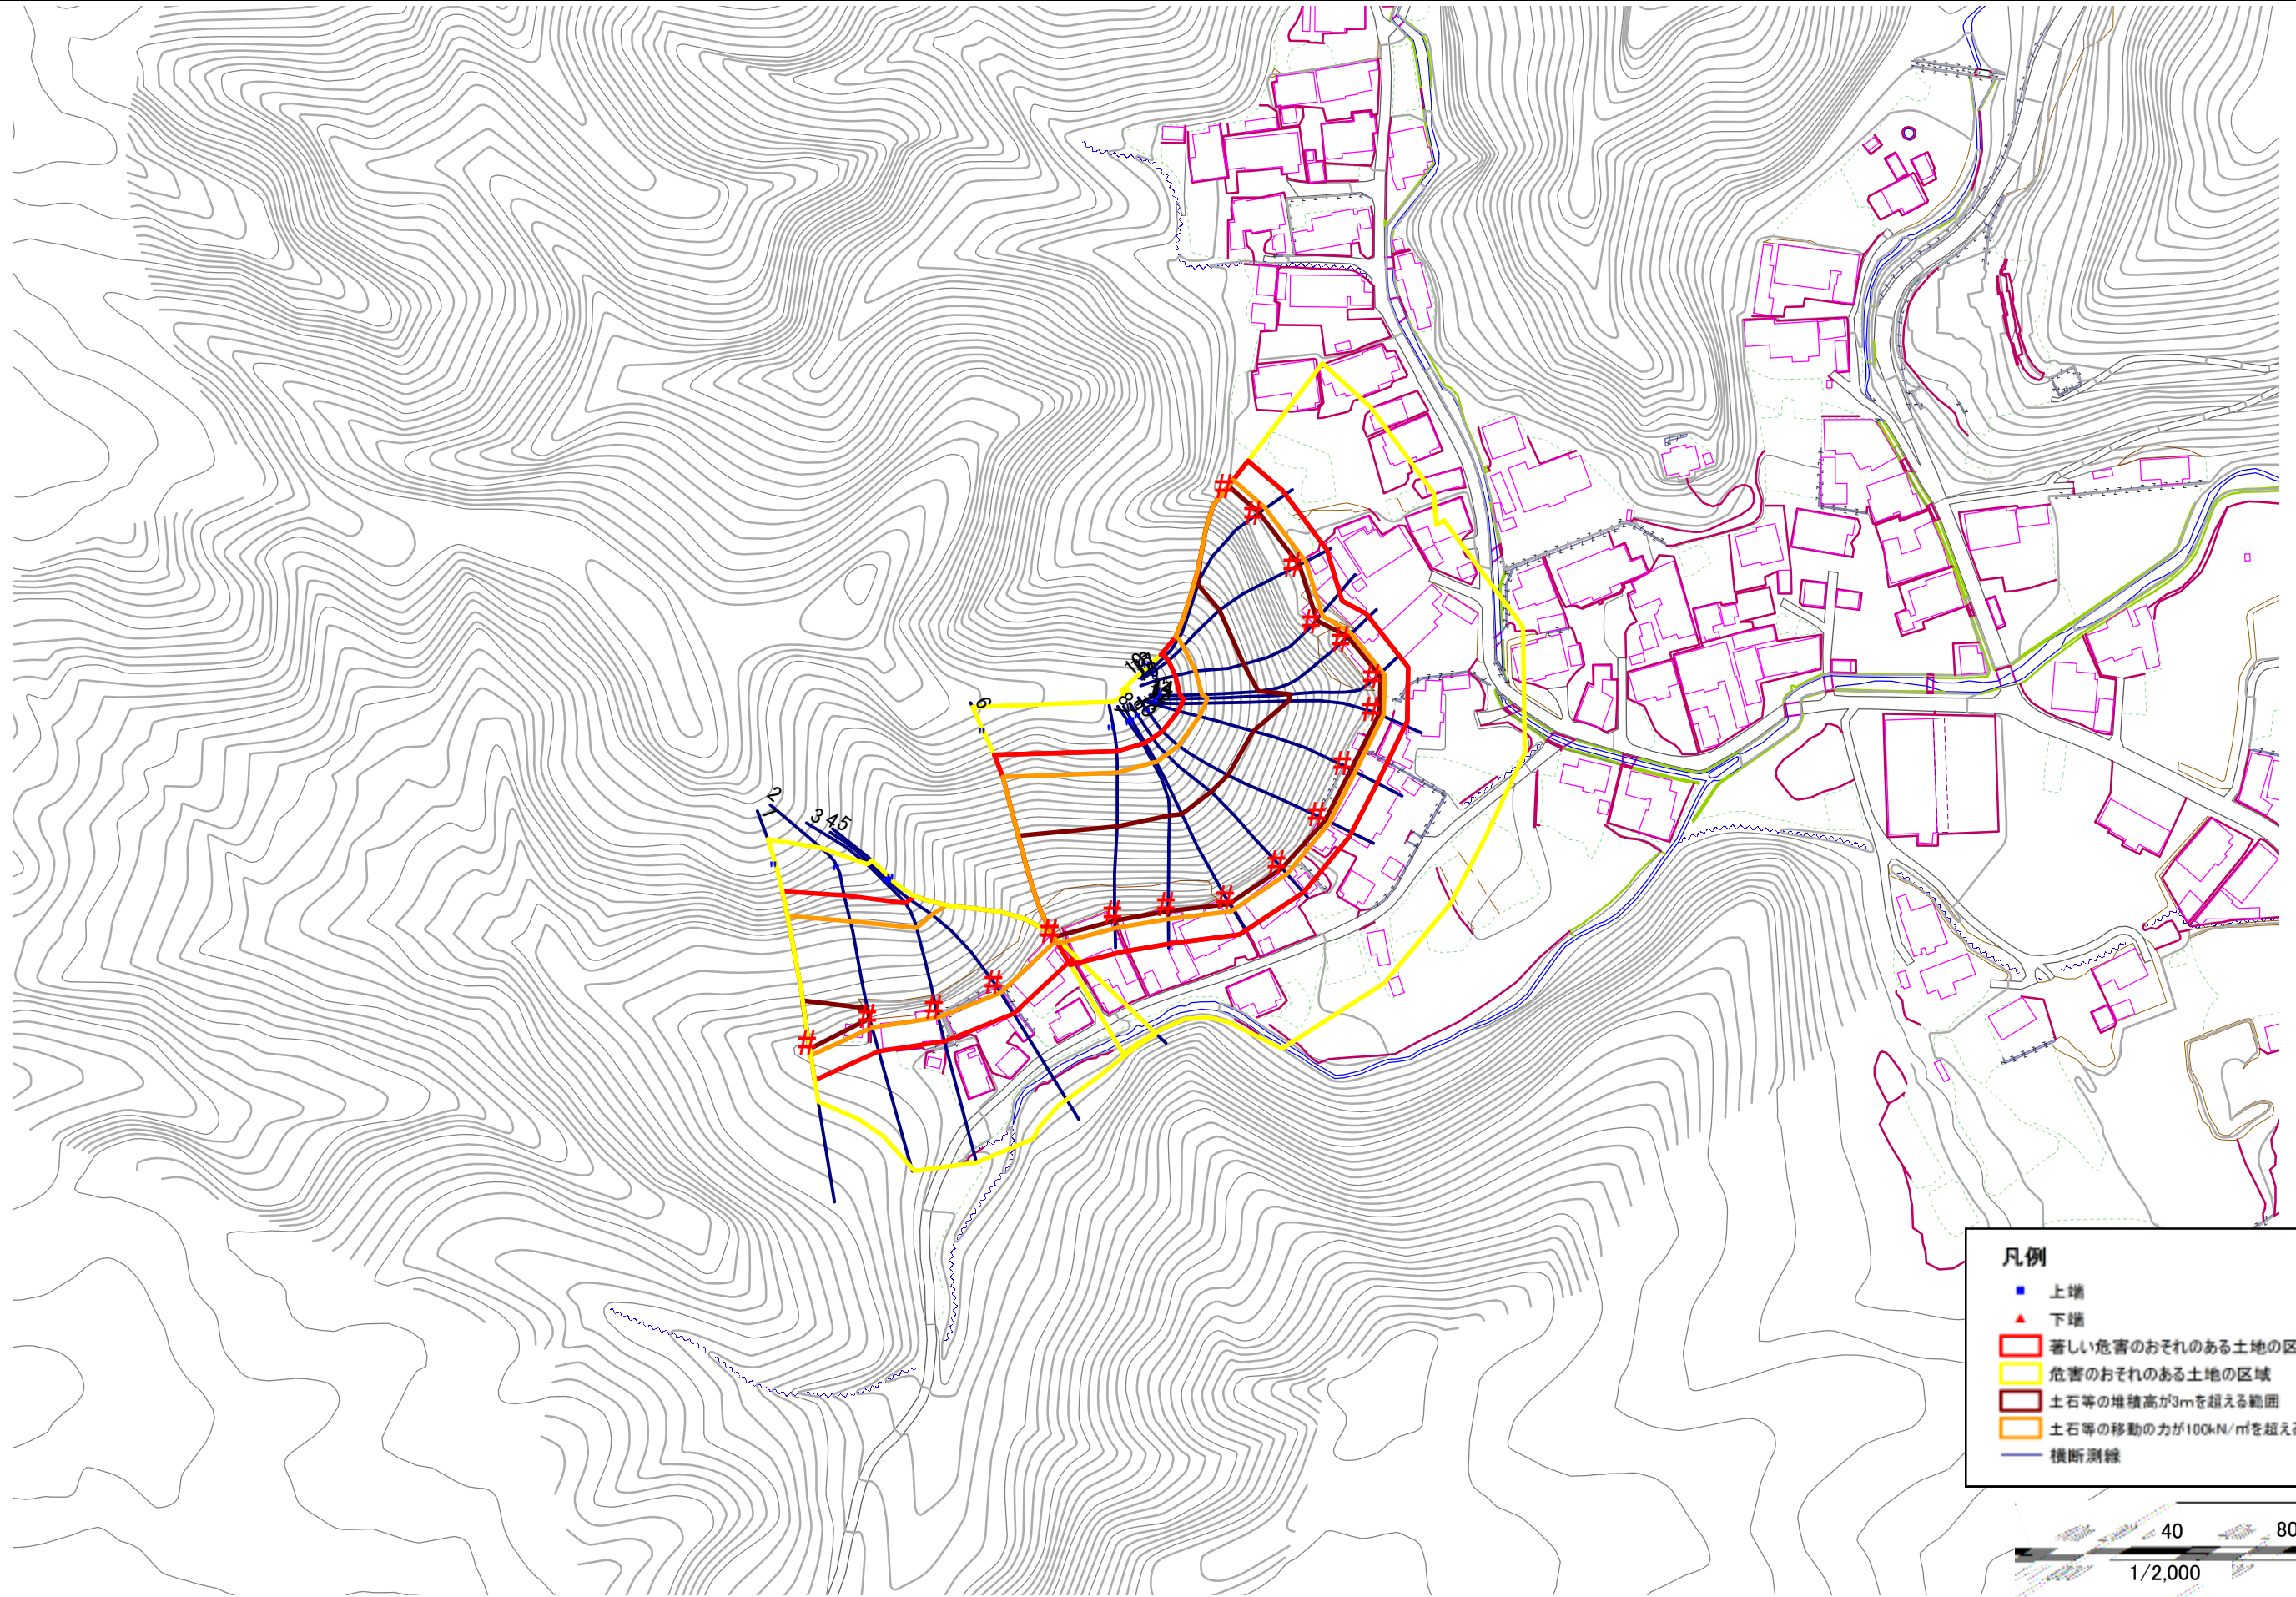 6
2
1
3 4 5
凡例
上端
下端
著しい危害のおそれのある土地の区
危害のおそれのある土地の区域
土石等の堆積高が3mを超える範囲
土石等の移動の力が100kN/㎡を超え
横断測線
40 80
1/2,000